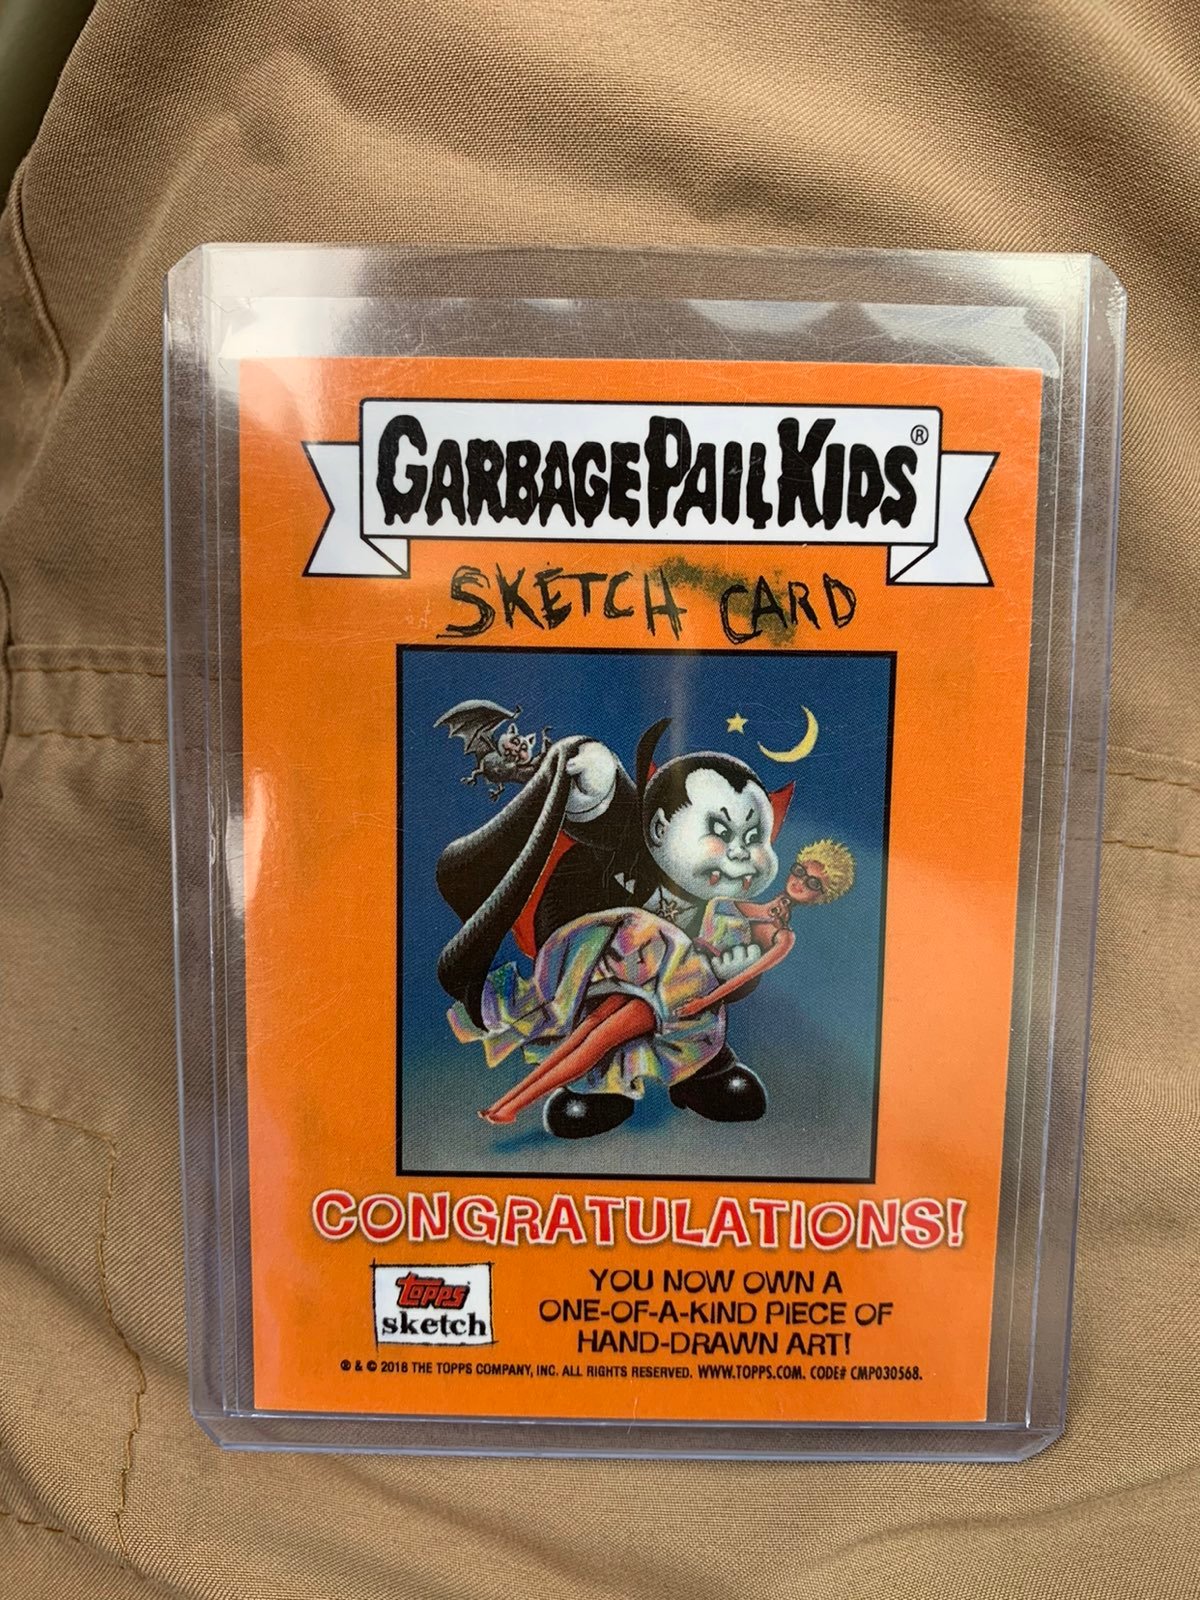 GARBAGE PAIL KIDS®
SKETCH CARD
CONGRATULATIONS!
topps
sketch
YOU NOW OWN A
ONE-OF-A-KIND PIECE OF
HAND-DRAWN ART!
® & © 2018 THE TOPPS COMPANY, INC. ALL RIGHTS RESERVED. WWW.TOPPS.COM. CODE# CMP030568.